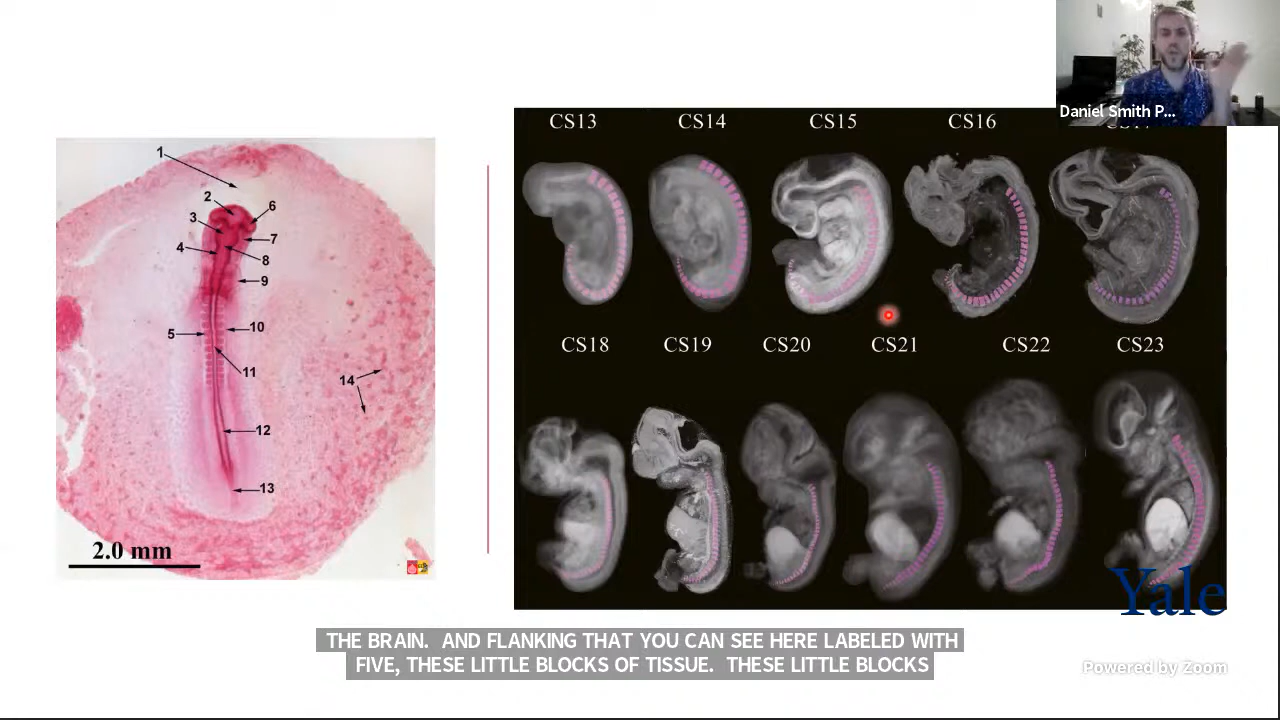 Daniel Smith P...
CS13 CS14 CS15 CS16
1
2
6
3
7
4
8
9
5
10
11
14
12
13
2.0 mm
CS18 CS19 CS20 CS21 CS22 CS23
Yale
THE BRAIN. AND FLANKING THAT YOU CAN SEE HERE LABELED WITH
FIVE, THESE LITTLE BLOCKS OF TISSUE. THESE LITTLE BLOCKS
Powered by Zoom